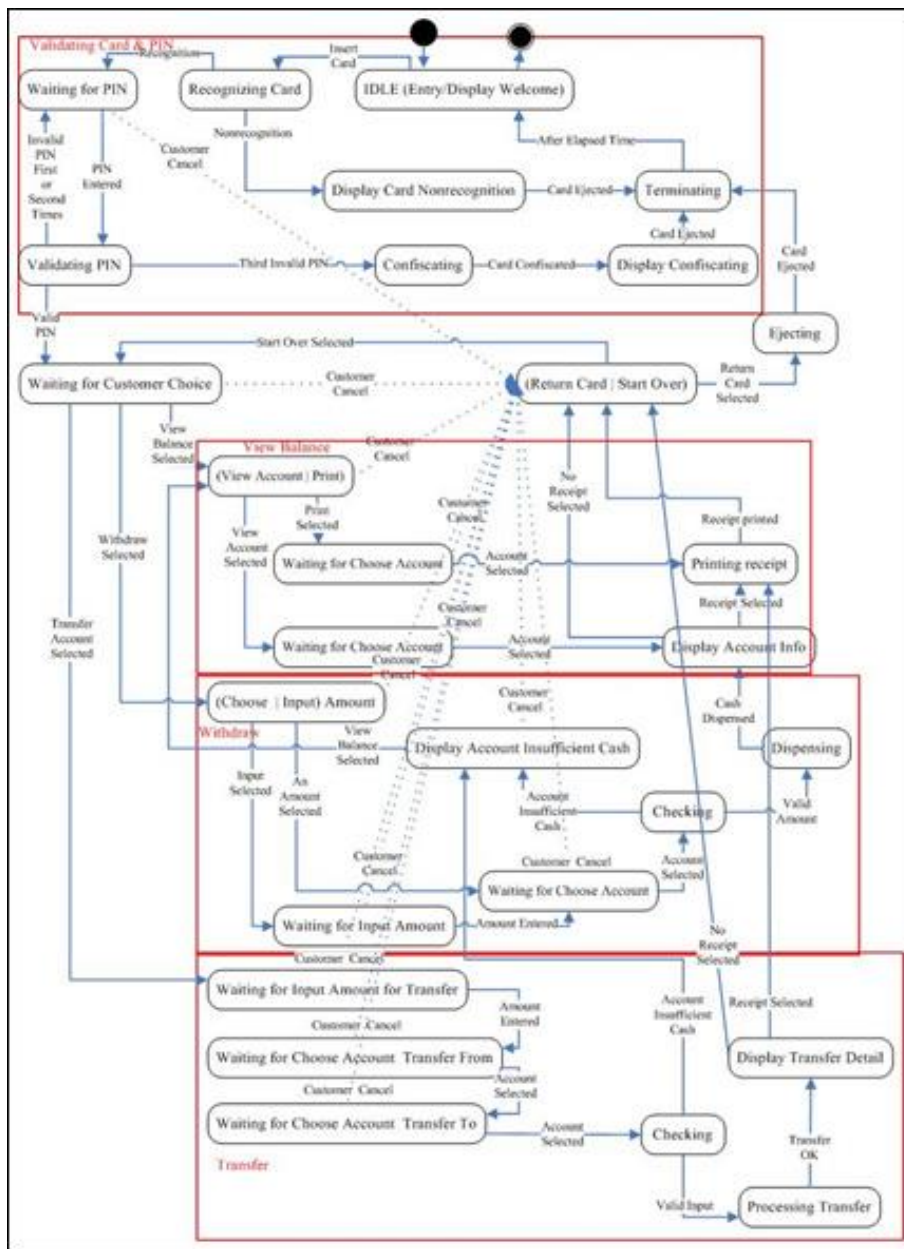 Validating Card & PIN
Recognition
Insert
Card
Waiting for PIN
Recognizing Card
IDLE (Entry/Display Welcome)
Invalid
PIN
First
or
Second
Times
PIN
Entered
Customer
Cancel
Nonrecognition
After Elapsed Time
Display Card Nonrecognition
Card Ejected
Terminating
Card Ejected
Validating PIN
Third Invalid PIN
Confiscating
Card Confiscated
Display Confiscating
Card
Ejected
Valid
PIN
Ejecting
Start Over Selected
Waiting for Customer Choice
Customer
Cancel
(Return Card | Start Over)
Return
Card
Selected
View
Balance
Selected
View Balance
Customer
Cancel
(View Account | Print)
Print
Selected
No
Receipt
Selected
Customer
Cancel
Receipt printed
Withdraw
Selected
View
Account
Selected
Waiting for Choose Account
Account
Selected
Printing receipt
Customer
Cancel
Receipt Selected
Transfer
Account
Selected
Waiting for Choose Account
Account
Selected
Display Account Info
Customer
Cancel
(Choose | Input) Amount
Customer
Cancel
Cash
Dispensed
Withdraw
View
Balance
Selected
Display Account Insufficient Cash
Dispensing
Input
Selected
An
Amount
Selected
Account
Insufficient
Cash
Checking
Valid
Amount
Customer
Cancel
Customer Cancel
Account
Selected
Waiting for Choose Account
Waiting for Input Amount
Amount Entered
No
Receipt
Selected
Customer Cancel
Waiting for Input Amount for Transfer
Amount
Entered
Account
Insufficient
Cash
Receipt Selected
Customer Cancel
Waiting for Choose Account Transfer From
Display Transfer Detail
Account
Selected
Customer Cancel
Waiting for Choose Account Transfer To
Account
Selected
Checking
Transfer
OK
Transfer
Valid Input
Processing Transfer